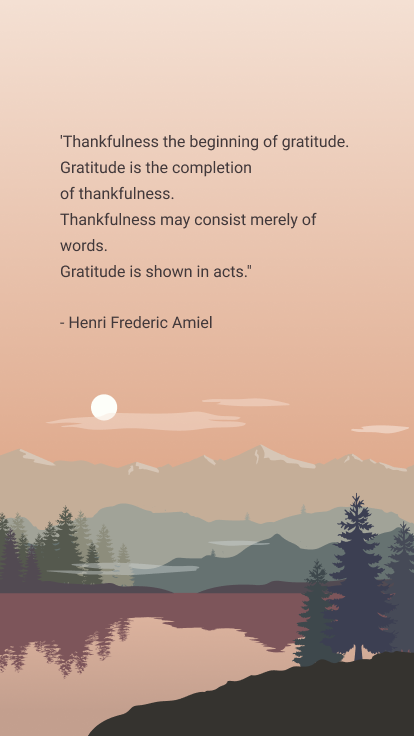 'Thankfulness the beginning of gratitude.
Gratitude is the completion
of thankfulness.
Thankfulness may consist merely of
words.
Gratitude is shown in acts."
- Henri Frederic Amiel